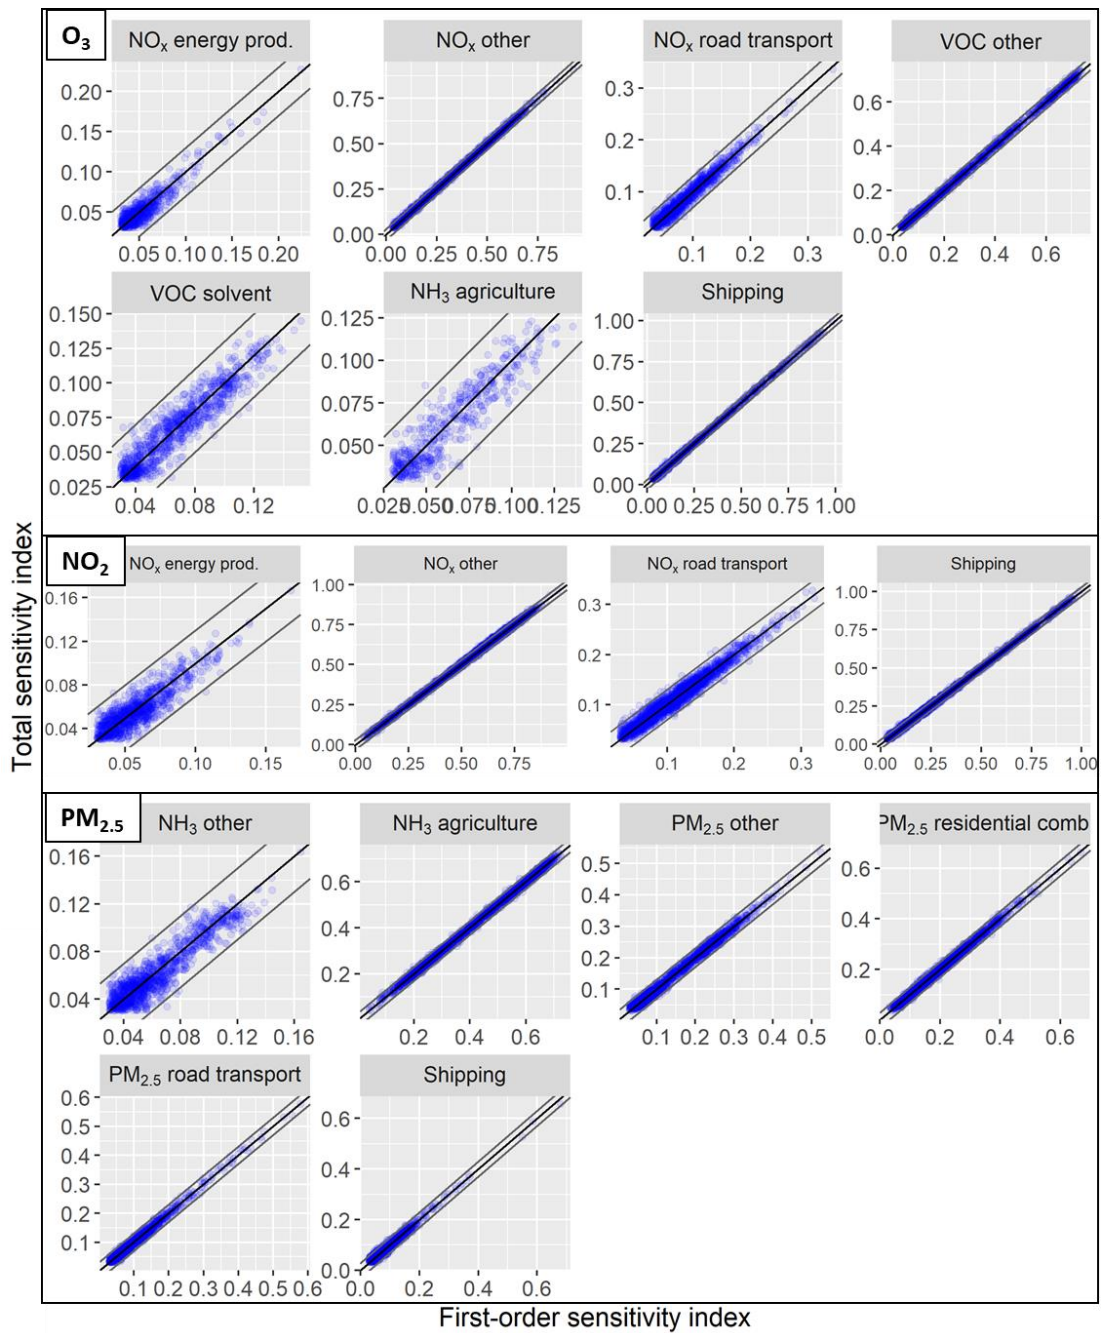 O3
NOx energy prod.
NOx other
NOx road transport
VOC other
0.20
0.15
0.10
0.05
0.75
0.50
0.25
0.00
0.3
0.2
0.1
0.6
0.4
0.2
0.0
0.05 0.10 0.15 0.20
0.00 0.25 0.50 0.75
0.1 0.2 0.3
0.0 0.2 0.4 0.6
VOC solvent
NH3 agriculture
Shipping
0.150
0.125
0.100
0.075
0.050
0.025
0.125
0.100
0.075
0.050
1.00
0.75
0.50
0.25
0.00
0.04 0.08 0.12
0.025 0.050 0.075 0.100 0.125
0.00 0.25 0.50 0.75 1.00
Total sensitivity index
NO2
NOx energy prod.
NOx other
NOx road transport
Shipping
0.16
0.12
0.08
0.04
1.00
0.75
0.50
0.25
0.00
0.3
0.2
0.1
1.00
0.75
0.50
0.25
0.00
0.05 0.10 0.15
0.00 0.25 0.50 0.75
0.1 0.2 0.3
0.00 0.25 0.50 0.75 1.00
PM2.5
NH3 other
NH3 agriculture
PM2.5 other
PM2.5 residential comb
0.16
0.12
0.08
0.04
0.6
0.4
0.2
0.5
0.4
0.3
0.2
0.1
0.6
0.4
0.2
0.04 0.08 0.12 0.16
0.2 0.4 0.6
0.1 0.2 0.3 0.4 0.5
0.0 0.2 0.4 0.6
PM2.5 road transport
Shipping
0.6
0.5
0.4
0.3
0.2
0.1
0.6
0.4
0.2
0.0
0.1 0.2 0.3 0.4 0.5 0.6
0.0 0.2 0.4 0.6
First-order sensitivity index